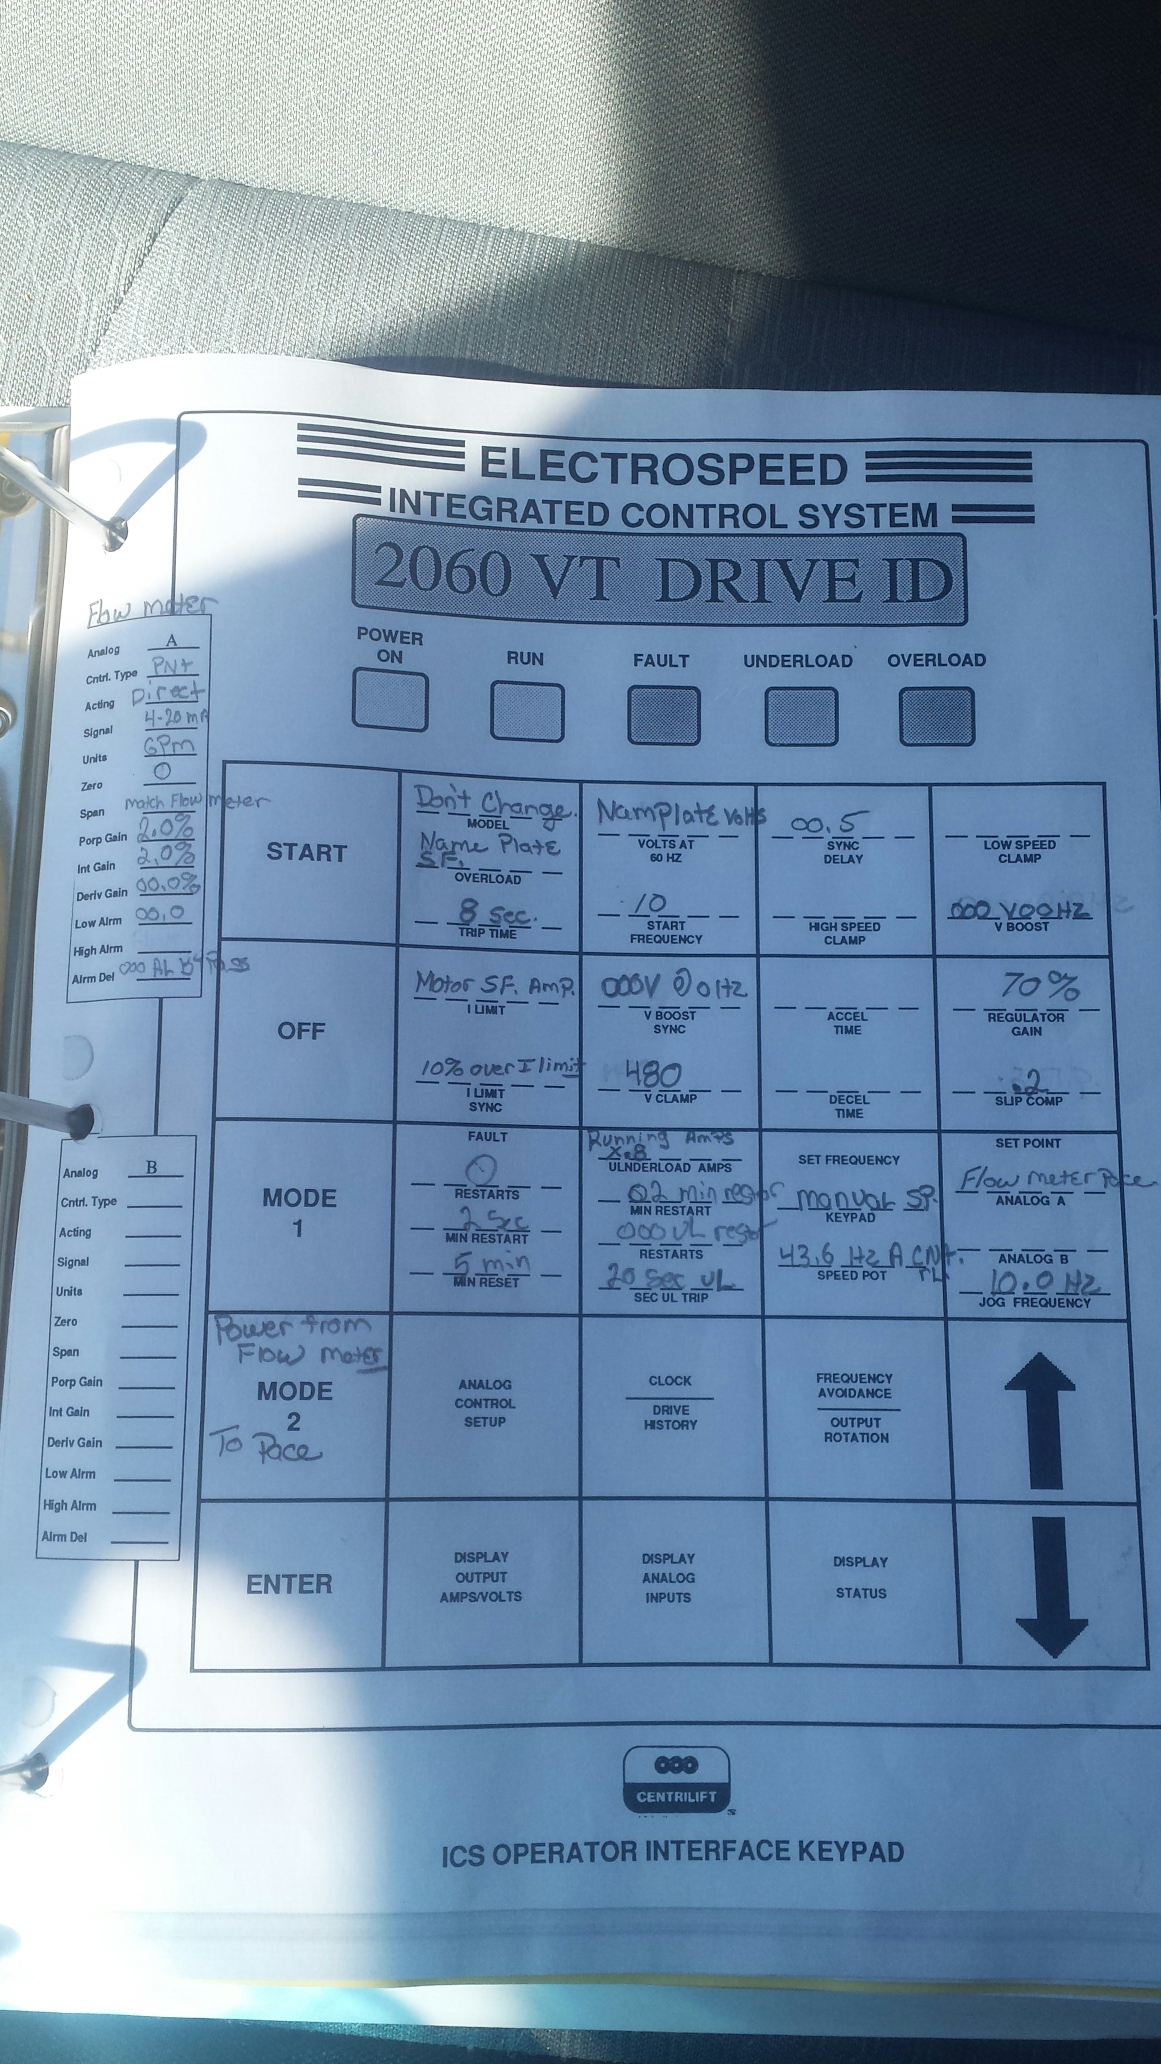 ELECTROSPEED
INTEGRATED CONTROL SYSTEM
2060 VT DRIVE ID
POWER ON
RUN
FAULT
UNDERLOAD
OVERLOAD
Flow meter
Analog A
Cntrl. Type PNT
Acting Direct
Signal 4-20 mA
Units GPm
Zero 0
Span Match Flow meter
Porp Gain 2.0%
Int Gain 2.0%
Deriv Gain 00.0%
Low Alrm 00.0
High Alrm
Alrm Del 000 AL
START
Don't Change.
MODEL
Name Plate
S.F.
OVERLOAD
8 Sec.
TRIP TIME
NamPlate Volts
VOLTS AT
60 HZ
10
START
FREQUENCY
00.5
SYNC
DELAY
HIGH SPEED
CLAMP
LOW SPEED
CLAMP
000 V00HZ
V BOOST
OFF
Motor S.F. Amp.
I LIMIT
10% over I limit
I LIMIT
SYNC
000V @ 01HZ
V BOOST
SYNC
480
V CLAMP
ACCEL
TIME
DECEL
TIME
70%
REGULATOR
GAIN
.2
SLIP COMP
Analog B
Cntrl. Type
Acting
Signal
Units
Zero
Span
Porp Gain
Int Gain
Deriv Gain
Low Alrm
High Alrm
Alrm Del
MODE
1
FAULT
0
RESTARTS
2 Sec
MIN RESTART
5 min
MIN RESET
Running Amps
X.8
ULNDERLOAD AMPS
02 min
MIN RESTART
000 UL
RESTARTS
20 Sec UL
SEC UL TRIP
SET FREQUENCY
manual SP.
KEYPAD
43.6 Hz A CNT.
SPEED POT
SET POINT
Flow meter Pace
ANALOG A
ANALOG B
10.0 HZ
JOG FREQUENCY
Power from
Flow meter
MODE
2
To Pace
ANALOG
CONTROL
SETUP
CLOCK
DRIVE
HISTORY
FREQUENCY
AVOIDANCE
OUTPUT
ROTATION
ENTER
DISPLAY
OUTPUT
AMPS/VOLTS
DISPLAY
ANALOG
INPUTS
DISPLAY
STATUS
CENTRILIFT
ICS OPERATOR INTERFACE KEYPAD